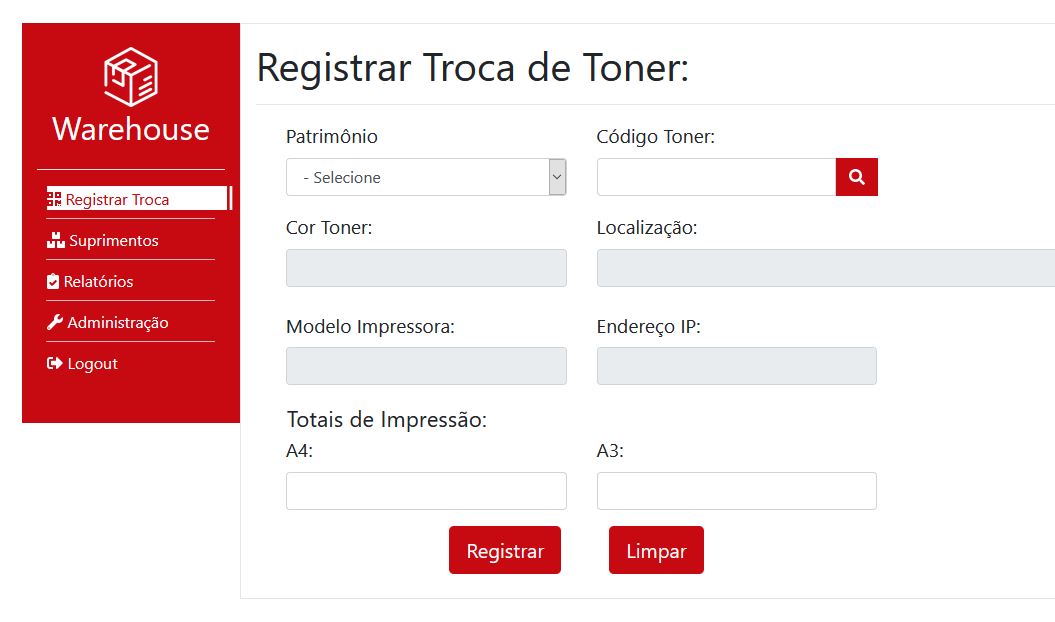 Warehouse
Registrar Troca
Suprimentos
Relatórios
Administração
Logout
Registrar Troca de Toner:
Patrimônio
Código Toner:
- Selecione
Cor Toner:
Localização:
Modelo Impressora:
Endereço IP:
Totais de Impressão:
A4:
A3:
Registrar
Limpar